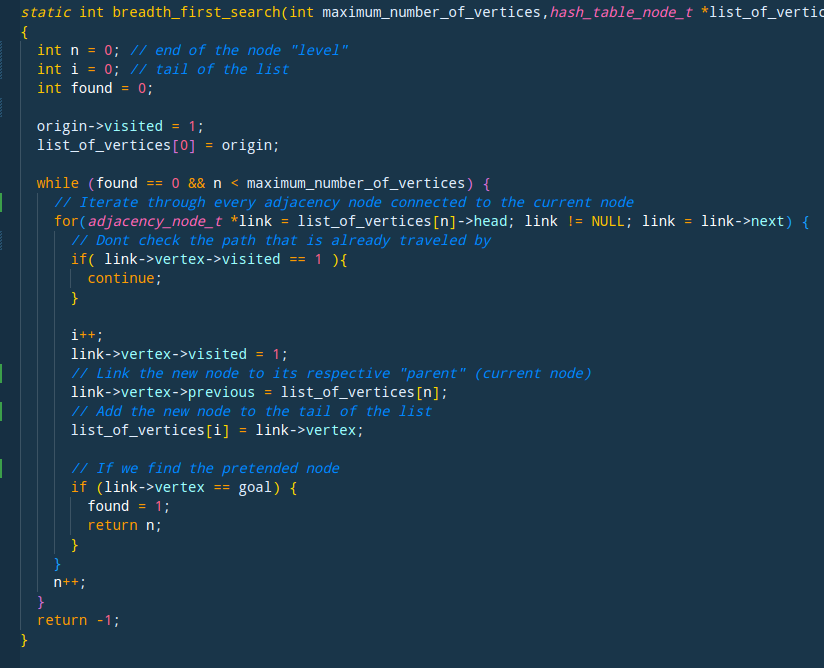 static int breadth_first_search(int maximum_number_of_vertices,hash_table_node_t *list_of_vertic
{
int n = 0; // end of the node "level"
int i = 0; // tail of the list
int found = 0;
origin->visited = 1;
list_of_vertices[0] = origin;
while (found == 0 && n < maximum_number_of_vertices) {
// Iterate through every adjacency node connected to the current node
for(adjacency_node_t *link = list_of_vertices[n]->head; link != NULL; link = link->next) {
// Dont check the path that is already traveled by
if( link->vertex->visited == 1 ){
continue;
}
i++;
link->vertex->visited = 1;
// Link the new node to its respective "parent" (current node)
link->vertex->previous = list_of_vertices[n];
// Add the new node to the tail of the list
list_of_vertices[i] = link->vertex;
// If we find the pretended node
if (link->vertex == goal) {
found = 1;
return n;
}
}
n++;
}
return -1;
}